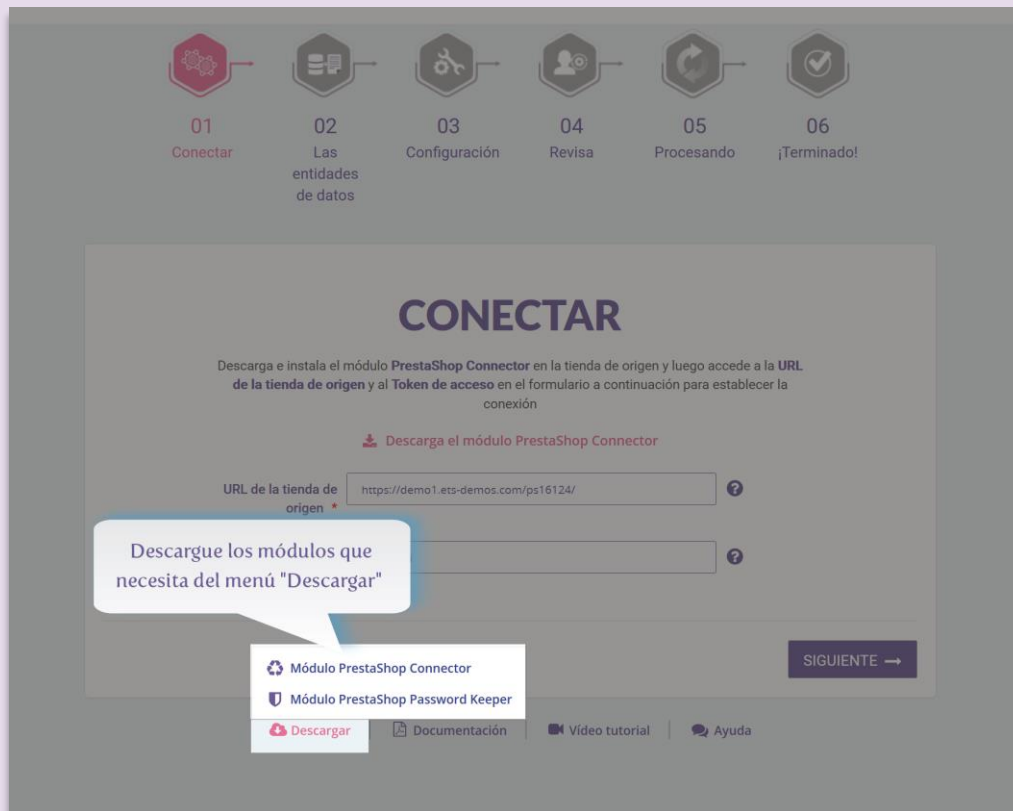 01
Conectar
02
Las
entidades
de datos
03
Configuración
04
Revisa
05
Procesando
06
¡Terminado!
CONECTAR
Descarga e instala el módulo PrestaShop Connector en la tienda de origen y luego accede a la URL
de la tienda de origen y al Token de acceso en el formulario a continuación para establecer la
conexión
Descarga el módulo PrestaShop Connector
URL de la tienda de
origen *
https://demo1.ets-demos.com/ps16124/
Descargue los módulos que
necesita del menú "Descargar"
Módulo PrestaShop Connector
Módulo PrestaShop Password Keeper
SIGUIENTE →
Descargar
Documentación
Vídeo tutorial
Ayuda